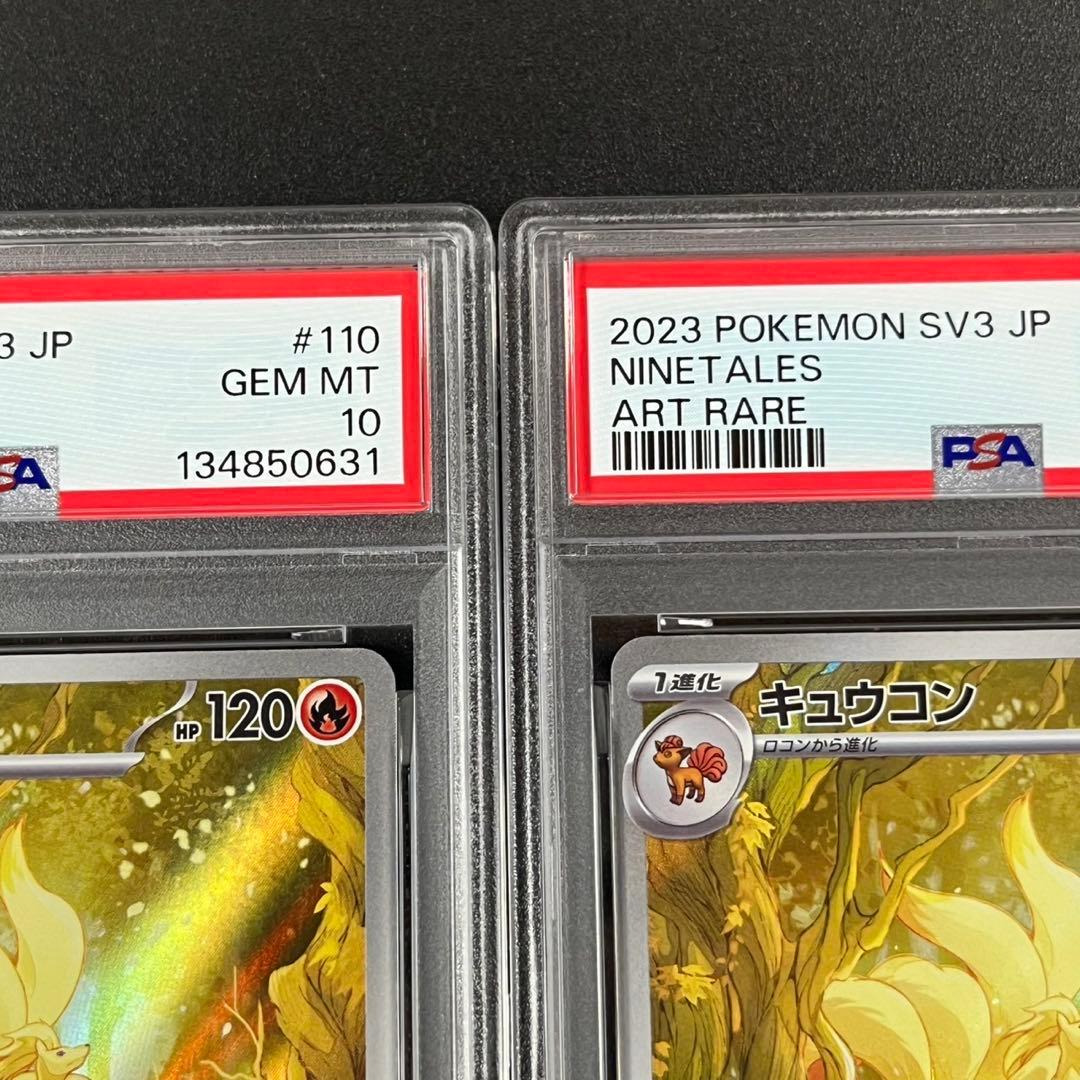 3 JP #110
GEM MT
10
134850631
PSA
HP 120
2023 POKEMON SV3 JP
NINETALES
ART RARE
PSA
1進化 キュウコン
ロコンから進化